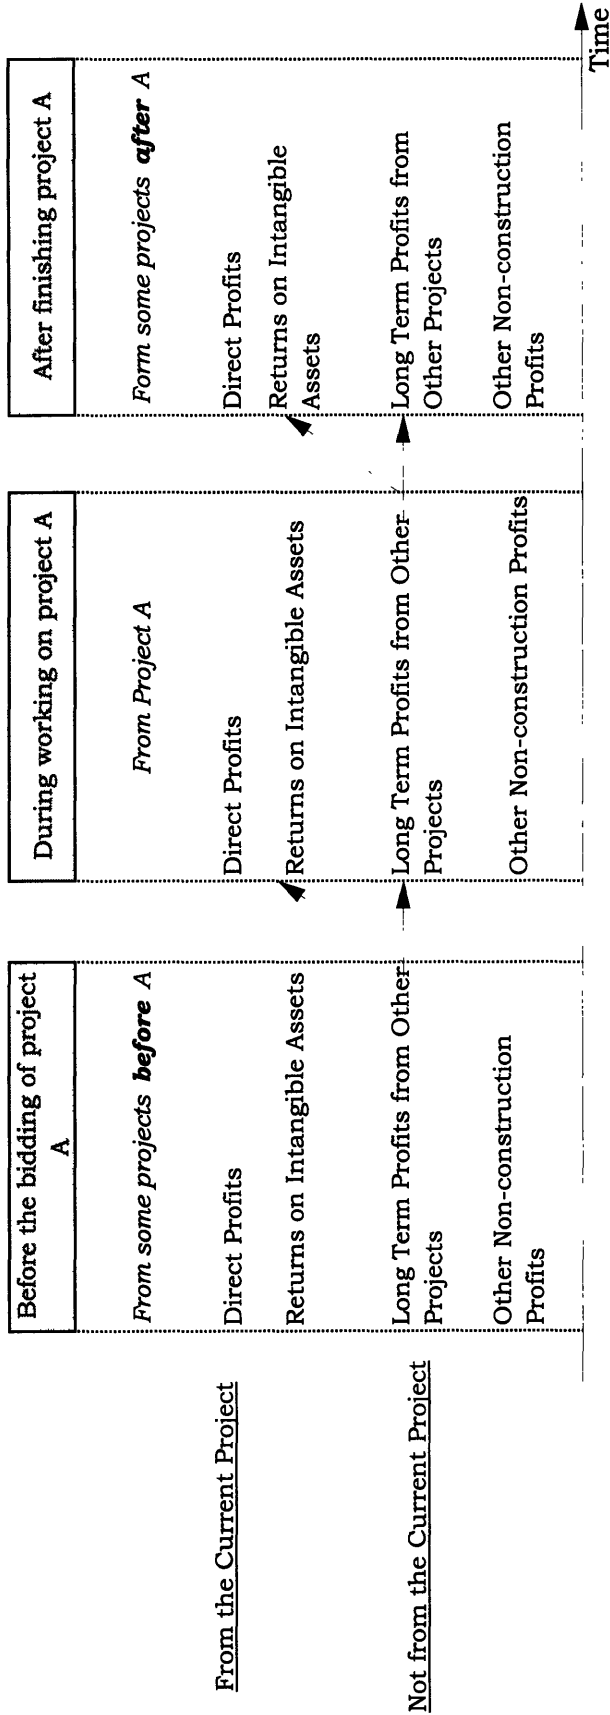 Before the bidding of project
A
From some projects before A
Direct Profits
Returns on Intangible Assets
Long Term Profits from Other
Projects
Other Non-construction
Profits
During working on project A
From Project A
Direct Profits
Returns on Intangible Assets
Long Term Profits from Other
Projects
Other Non-construction Profits
After finishing project A
Form some projects after A
Direct Profits
Returns on Intangible
Assets
Long Term Profits from
Other Projects
Other Non-construction
Profits
From the Current Project
Not from the Current Project
Time